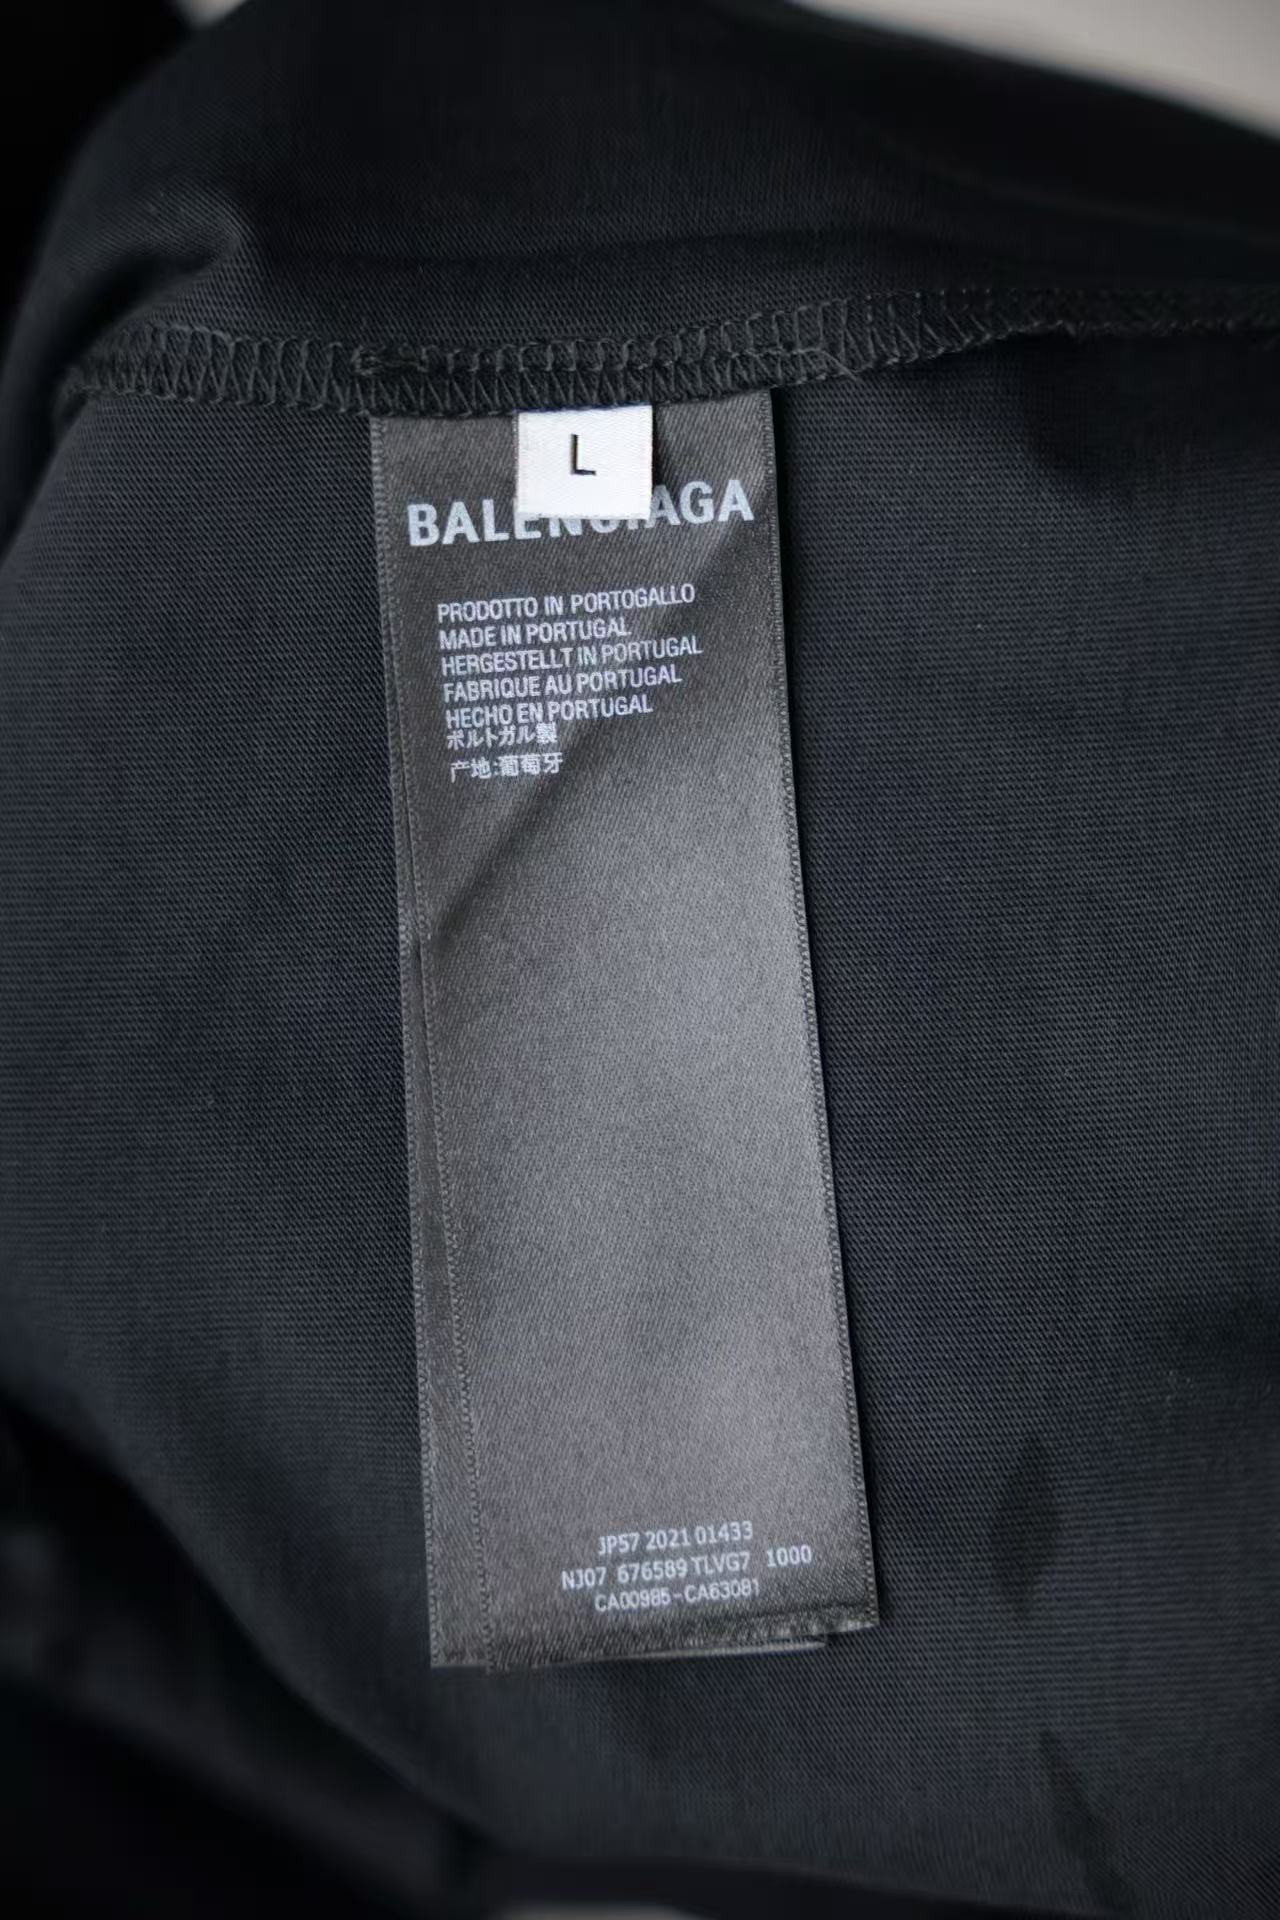 L
BALENCIAGA
PRODOTTO IN PORTOGALLO
MADE IN PORTUGAL
HERGESTELLT IN PORTUGAL
FABRIQUE AU PORTUGAL
HECHO EN PORTUGAL
ポルトガル製
产地:葡萄牙
JP57 2021 01433
NJ07 676589 TLVG7 1000
CA00985-CA63081